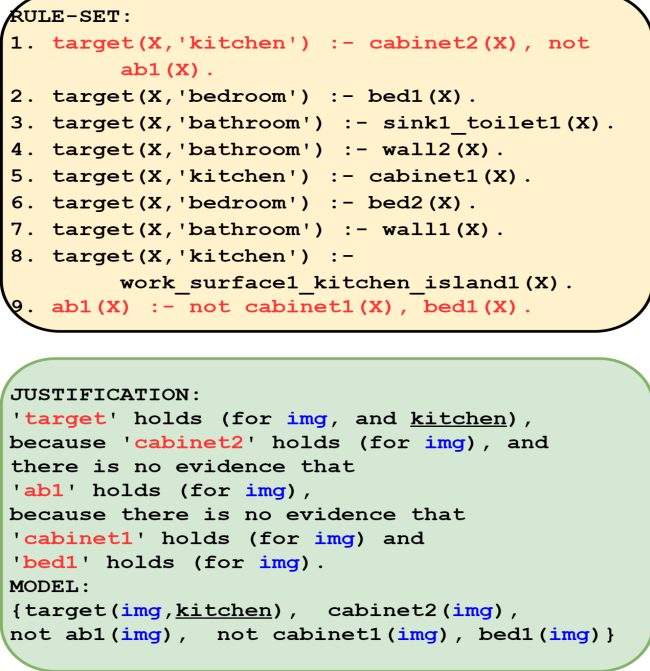 RULE-SET:
1. target(X,'kitchen') :- cabinet2(X), not
ab1(X).
2. target(X,'bedroom') :- bed1(X).
3. target(X,'bathroom') :- sink1_toilet1(X).
4. target(X,'bathroom') :- wall2(X).
5. target(X,'kitchen') :- cabinet1(X).
6. target(X,'bedroom') :- bed2(X).
7. target(X,'bathroom') :- wall1(X).
8. target(X,'kitchen') :-
work_surface1_kitchen_island1(X).
9. ab1(X) :- not cabinet1(X), bed1(X).
JUSTIFICATION:
'target' holds (for img, and kitchen),
because 'cabinet2' holds (for img), and
there is no evidence that
'ab1' holds (for img),
because there is no evidence that
'cabinet1' holds (for img) and
'bed1' holds (for img).
MODEL:
{target(img,kitchen), cabinet2(img),
not ab1(img), not cabinet1(img), bed1(img)}